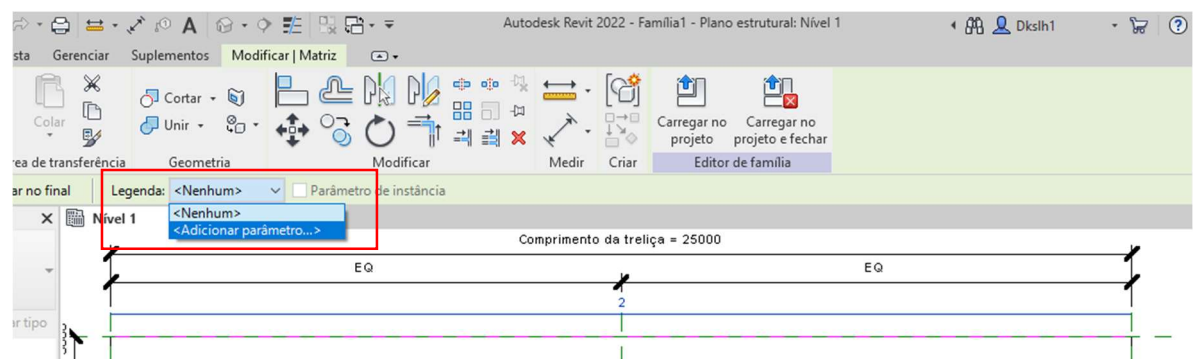 Autodesk Revit 2022 - Família1 - Plano estrutural: Nível 1
Dkslh1
sta Gerenciar Suplementos Modificar | Matriz
Colar
Cortar
Unir
Carregar no projeto
Carregar no projeto e fechar
rea de transferência Geometria Modificar Medir Criar Editor de família
ar no final Legenda: <Nenhum> Parâmetro de instância
<Nenhum>
<Adicionar parâmetro...>
Nível 1
Comprimento da treliça = 25000
EQ EQ
2
ar tipo